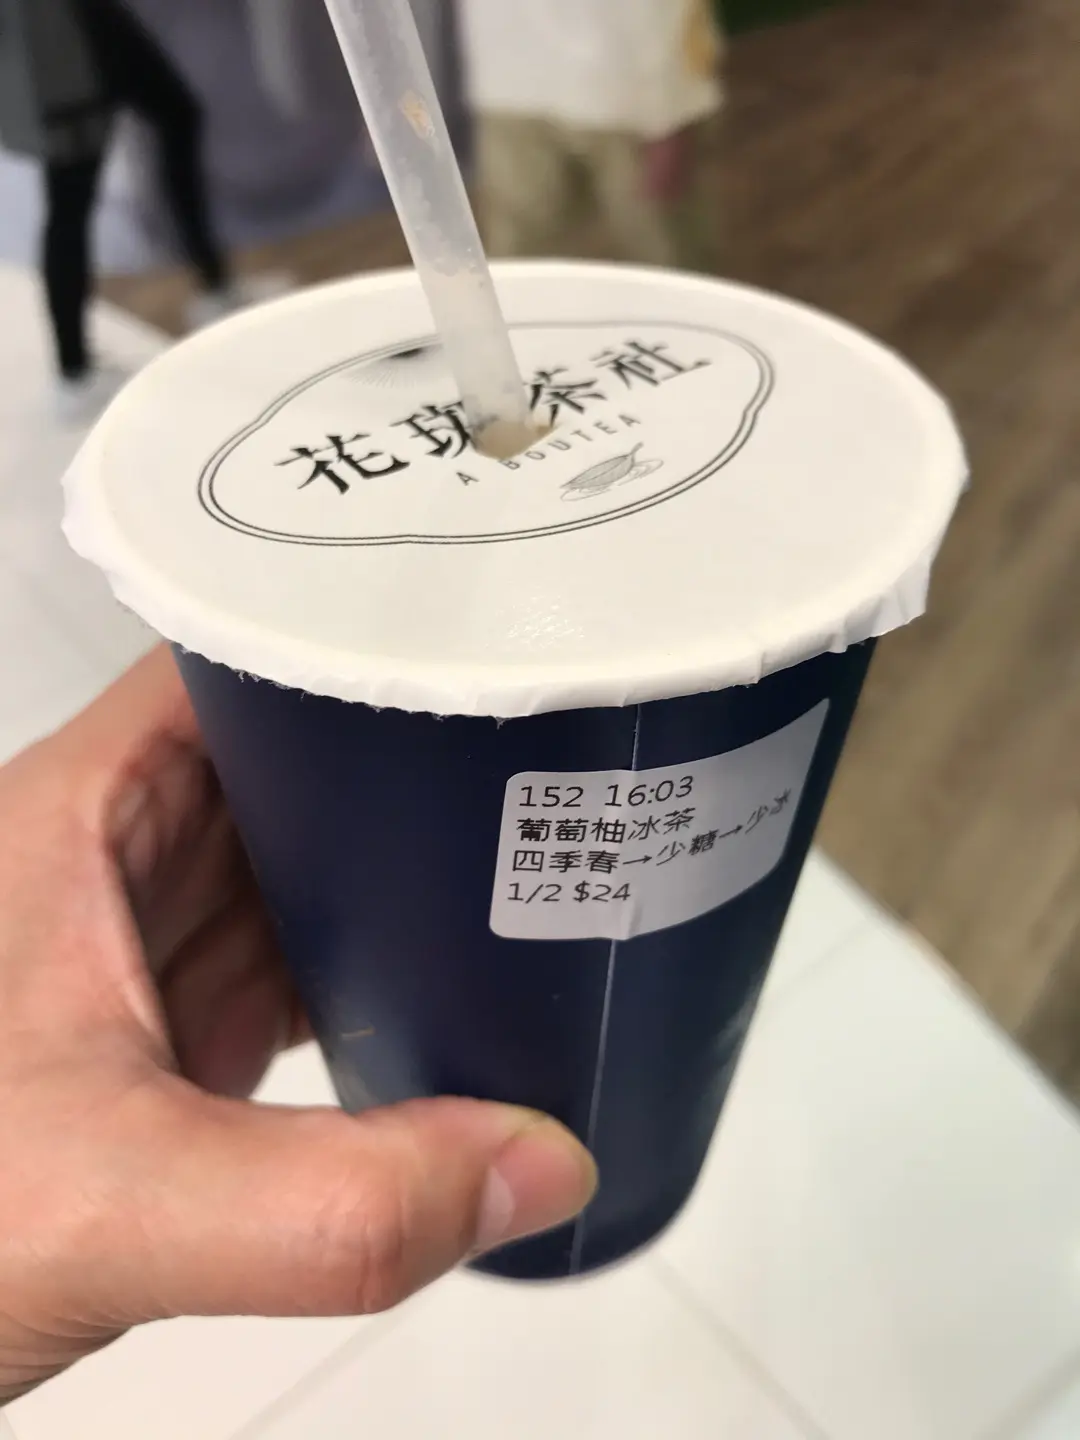 花斑茶社
A BOUTEA
152 16:03
葡萄柚冰茶
四季春→少糖→少冰
1/2 $24